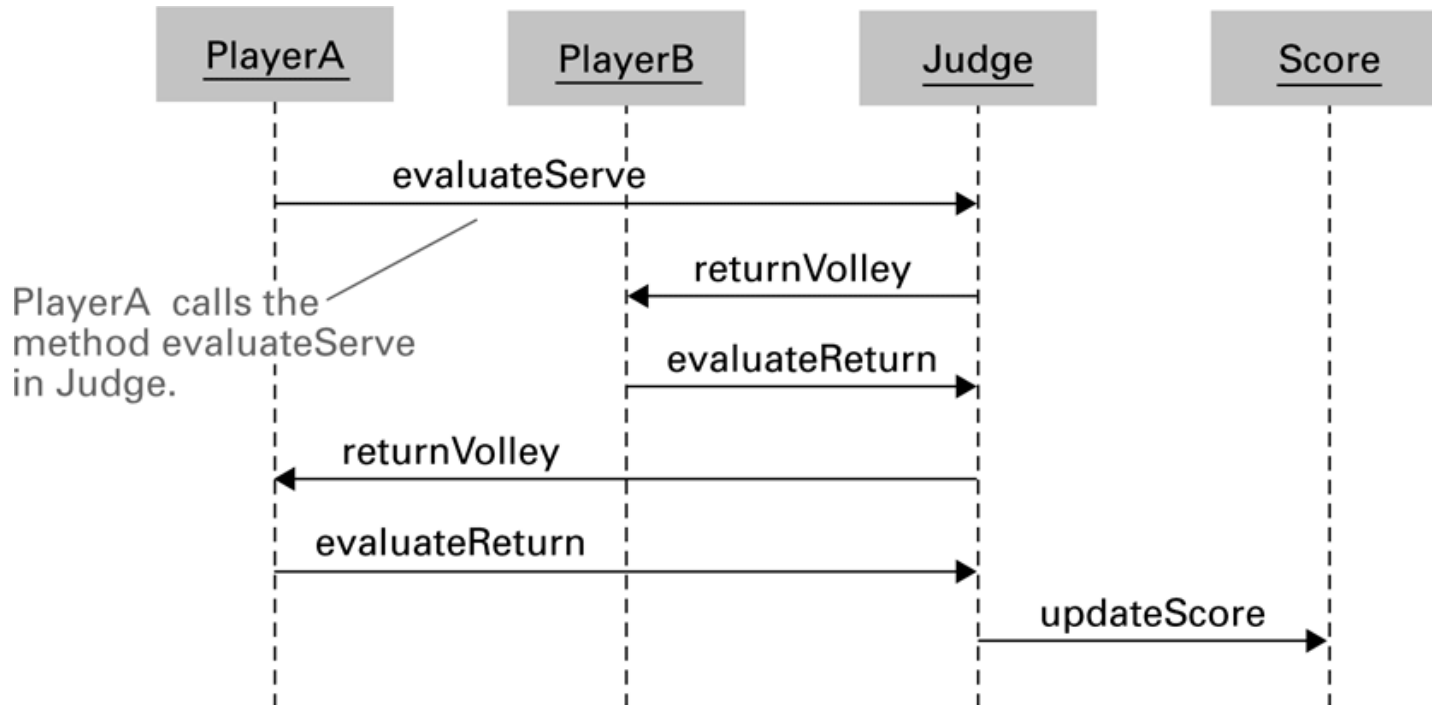 PlayerA
PlayerB
Judge
Score
evaluateServe
returnVolley
PlayerA calls the
method evaluateServe
in Judge.
evaluateReturn
returnVolley
evaluateReturn
updateScore